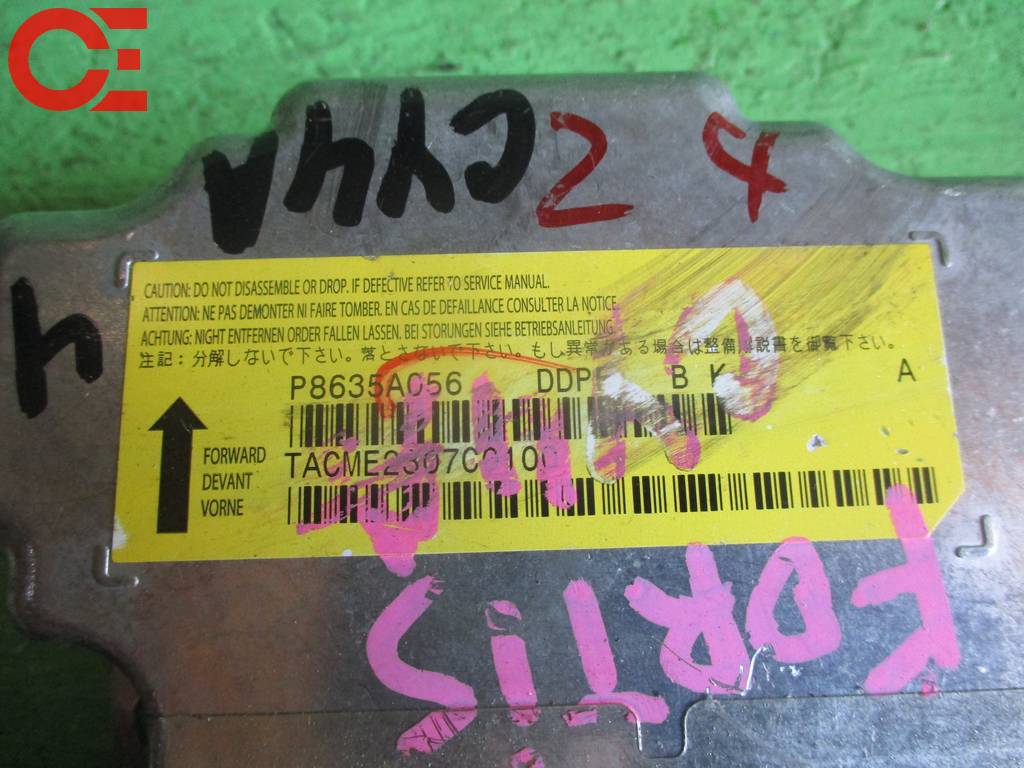 CE
CY4A
24
4
CAUTION: DO NOT DISASSEMBLE OR DROP. IF DEFECTIVE REFER TO SERVICE MANUAL.
ATTENTION: NE PAS DEMONTER NI FAIRE TOMBER. EN CAS DE DEFAILLANCE CONSULTER LA NOTICE.
ACHTUNG: NIGHT ENTFERNEN ORDER FALLEN LASSEN. BEI STORUNGEN SIEHE BETRIEBSANLEITUNG.
注記：分解しないで下さい。落とさないで下さい。もし異常がある場合は整備解説書を御覧下さい。
P8635A056 B K A
FORWARD
DEVANT
VORNE
FORTIS